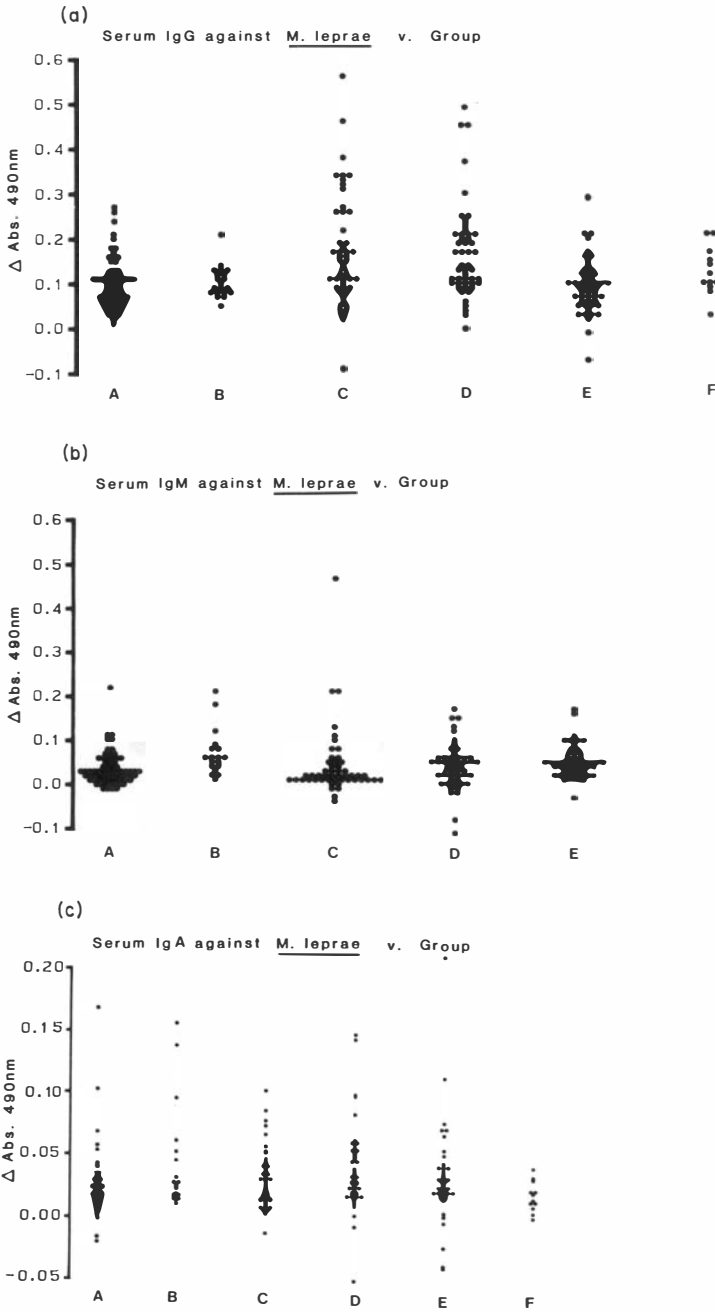 (a)
Serum IgG against M. leprae v. Group
0.6
0.5
0.4
0.3
0.2
0.1
0.0
-0.1
Δ Abs. 490nm
A B C D E F
(b)
Serum IgM against M. leprae v. Group
0.6
0.5
0.4
0.3
0.2
0.1
0.0
-0.1
Δ Abs. 490nm
A B C D E
(c)
Serum IgA against M. leprae v. Group
0.20
0.15
0.10
0.05
0.00
-0.05
Δ Abs. 490nm
A B C D E F